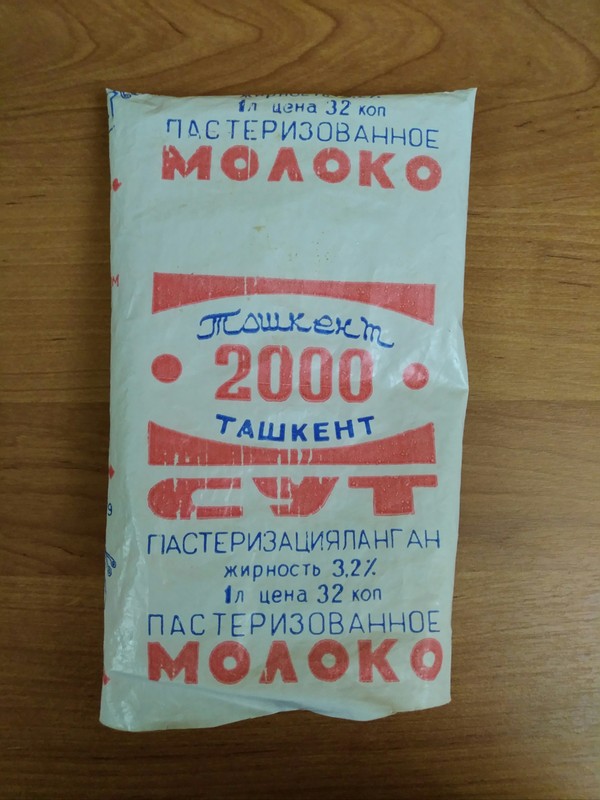 1л цена 32 коп
ПАСТЕРИЗОВАННОЕ
МОЛОКО
Тошкент
2000
ТАШКЕНТ
СУТ
ПАСТЕРИЗАЦИЯЛАНГАН
жирность 3,2%
1л цена 32 коп
ПАСТЕРИЗОВАННОЕ
МОЛОКО